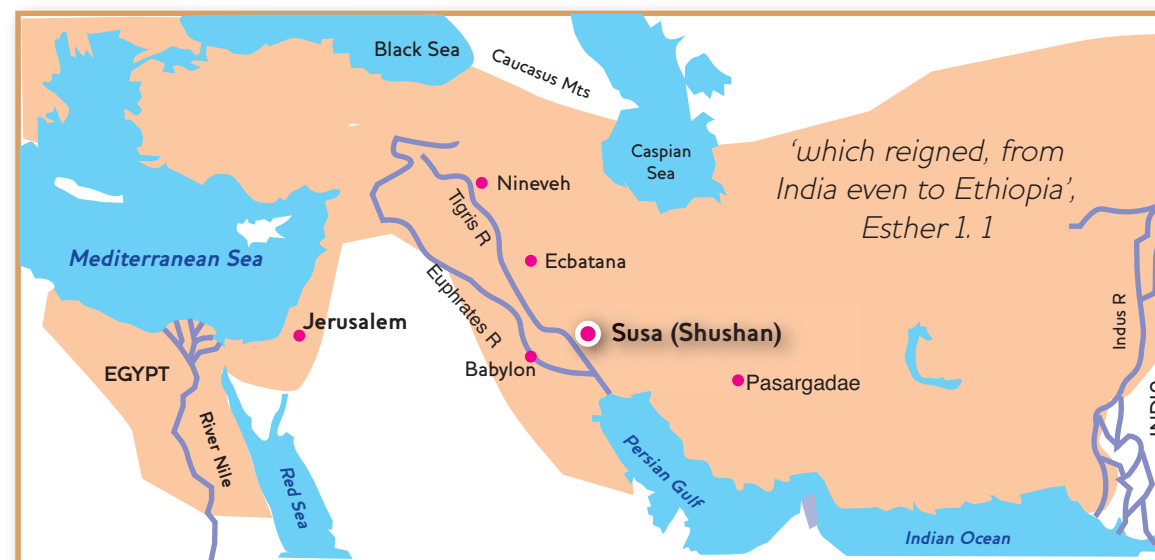 Black Sea
Caucasus Mts
Caspian
Sea
‘which reigned, from
India even to Ethiopia’,
Esther 1. 1
Nineveh
Tigris R
Mediterranean Sea
Ecbatana
Euphrates R
Jerusalem
Susa (Shushan)
Indus R
EGYPT
Babylon
Pasargadae
River Nile
Red Sea
Persian Gulf
Indian Ocean